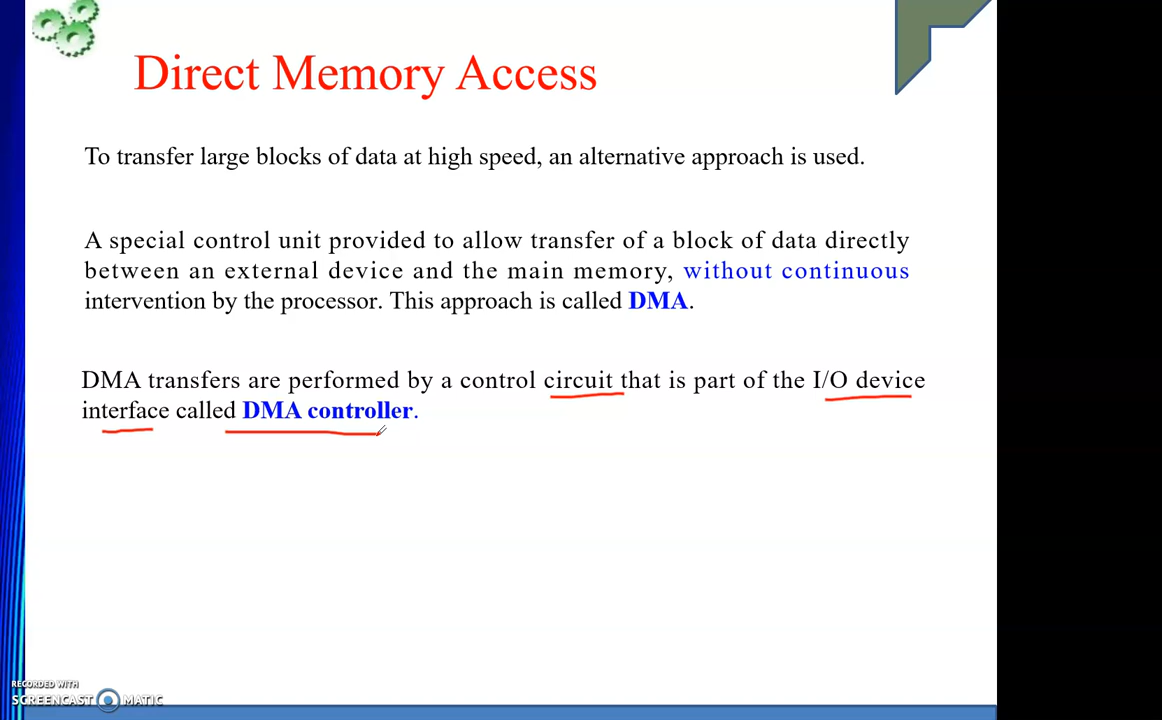 Direct Memory Access
To transfer large blocks of data at high speed, an alternative approach is used.
A special control unit provided to allow transfer of a block of data directly
between an external device and the main memory, without continuous
intervention by the processor. This approach is called DMA.
DMA transfers are performed by a control circuit that is part of the I/O device
interface called DMA controller.
RECORDED WITH
SCREENCAST MATIC